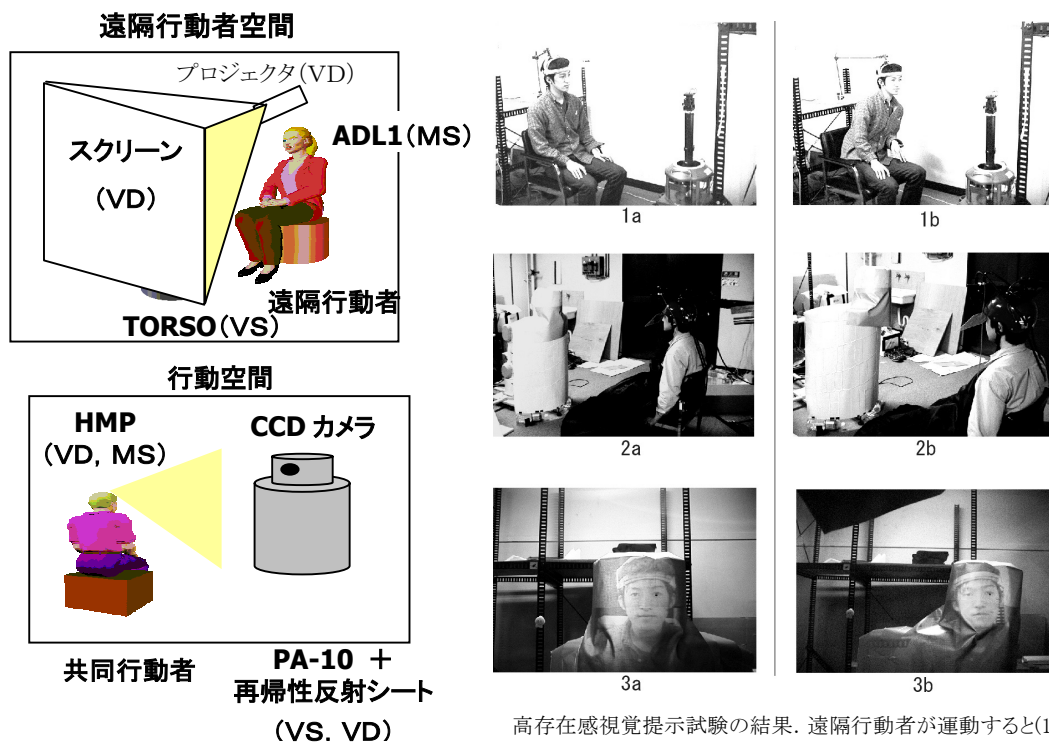 遠隔行動者空間
プロジェクタ(VD)
ADL1(MS)
スクリーン
(VD)
遠隔行動者
TORSO(VS)
行動空間
HMP
(VD, MS)
CCD カメラ
共同行動者
PA-10 +
再帰性反射シート
(VS, VD)
1a
1b
2a
2b
3a
3b
高存在感視覚提示試験の結果. 遠隔行動者が運動すると(1